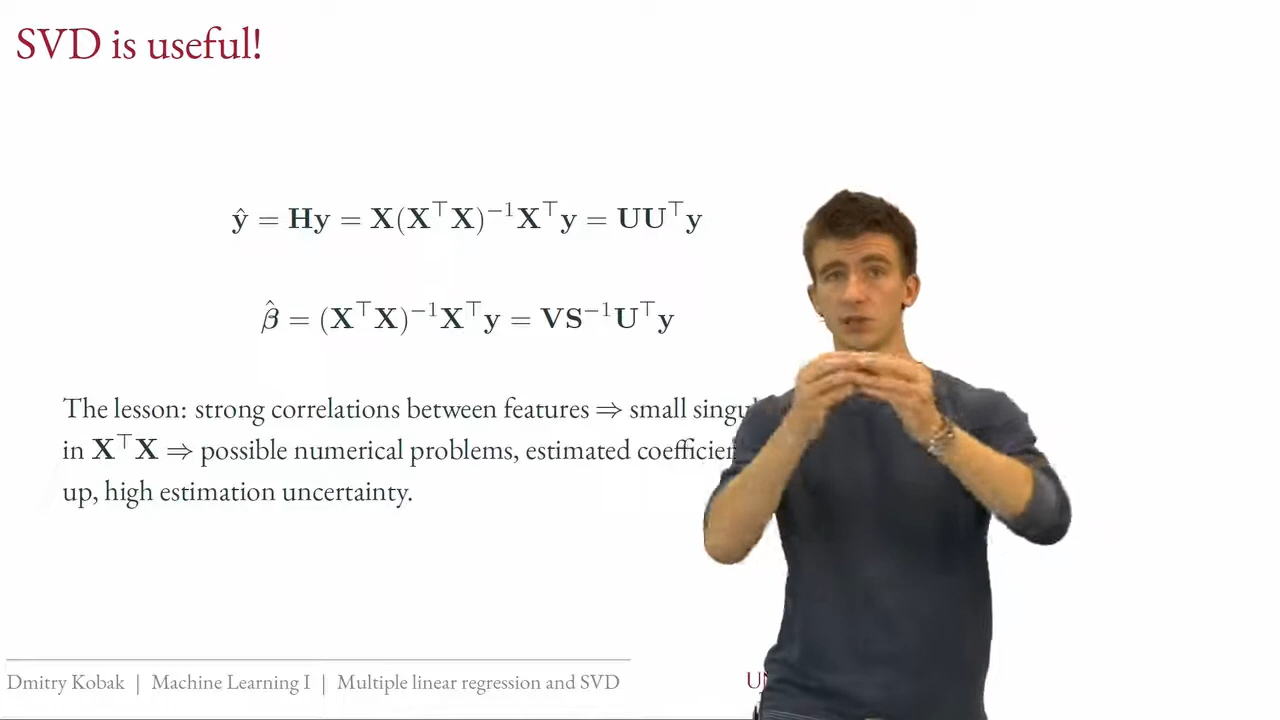 SVD is useful!
ŷ = Hy = X(X⊤X)⁻¹X⊤y = UU⊤y
β̂ = (X⊤X)⁻¹X⊤y = VS⁻¹U⊤y
The lesson: strong correlations between features ⇒ small
in X⊤X ⇒ possible numerical problems, estimated
up, high estimation uncertainty.
Dmitry Kobak | Machine Learning I | Multiple linear regression and SVD